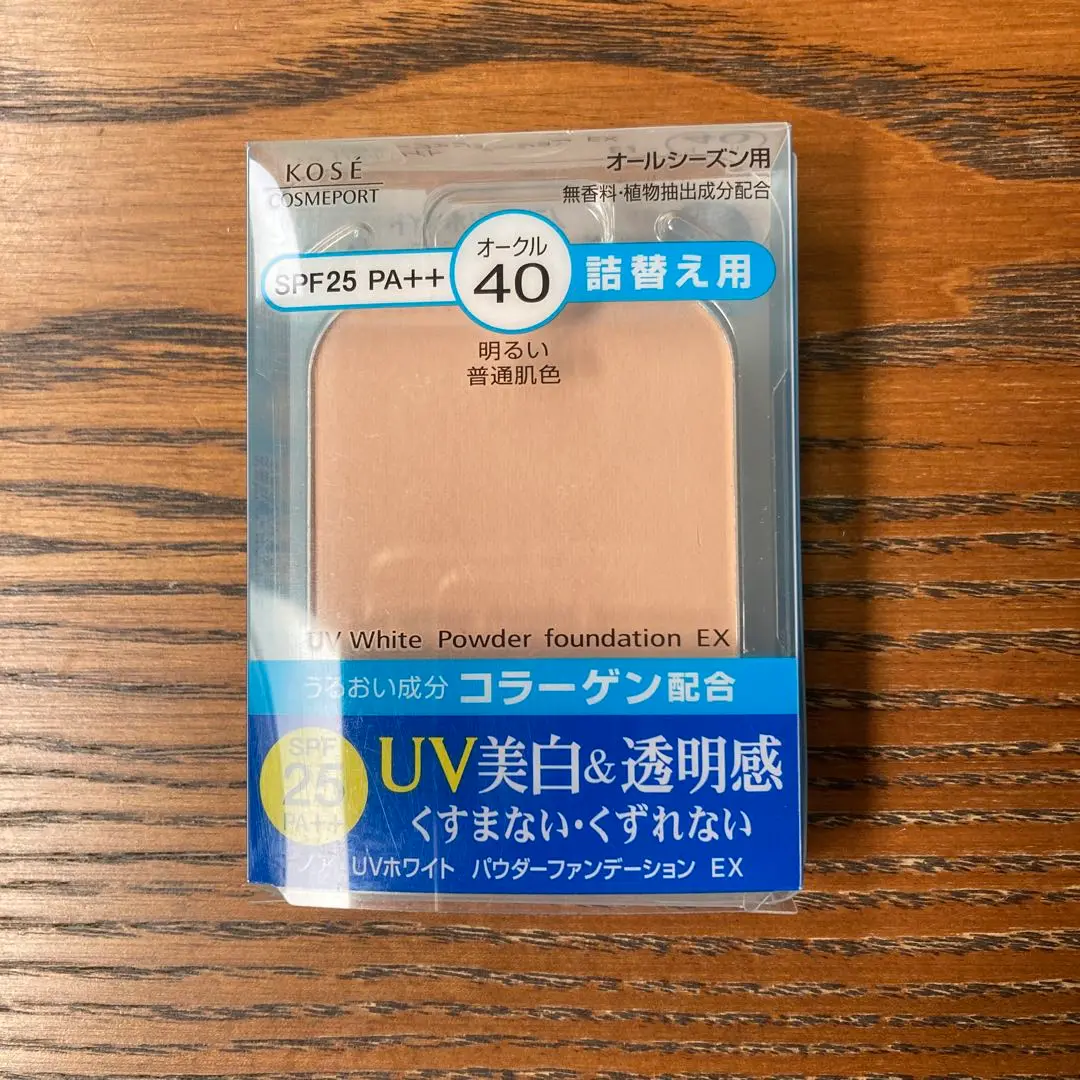 KOSÉ
COSMEPORT
オールシーズン用
無香料・植物抽出成分配合
SPF25 PA++
オークル
40
詰替え用
明るい
普通肌色
UV White Powder foundation EX
うるおい成分 コラーゲン配合
SPF
25
PA++
UV美白&透明感
くすまない・くずれない
ノア UVホワイト パウダーファンデーション EX